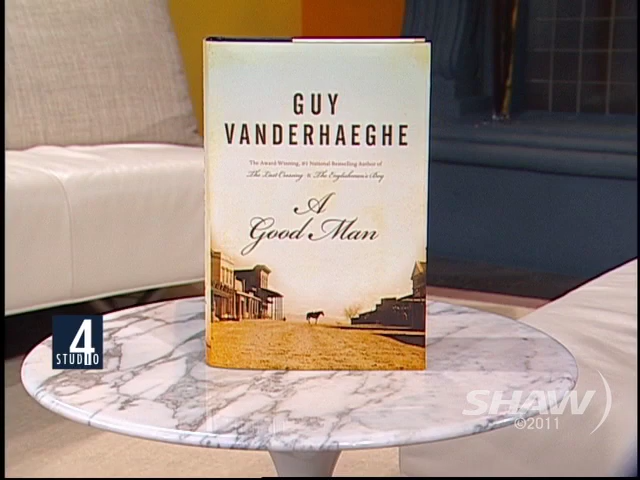 GUY
VANDERHAEGHE
The Award-Winning, #1 National Bestselling Author of
The Last Crossing & The Englishman's Boy
A
Good Man
4
STUDIO
SHAW)
©2011